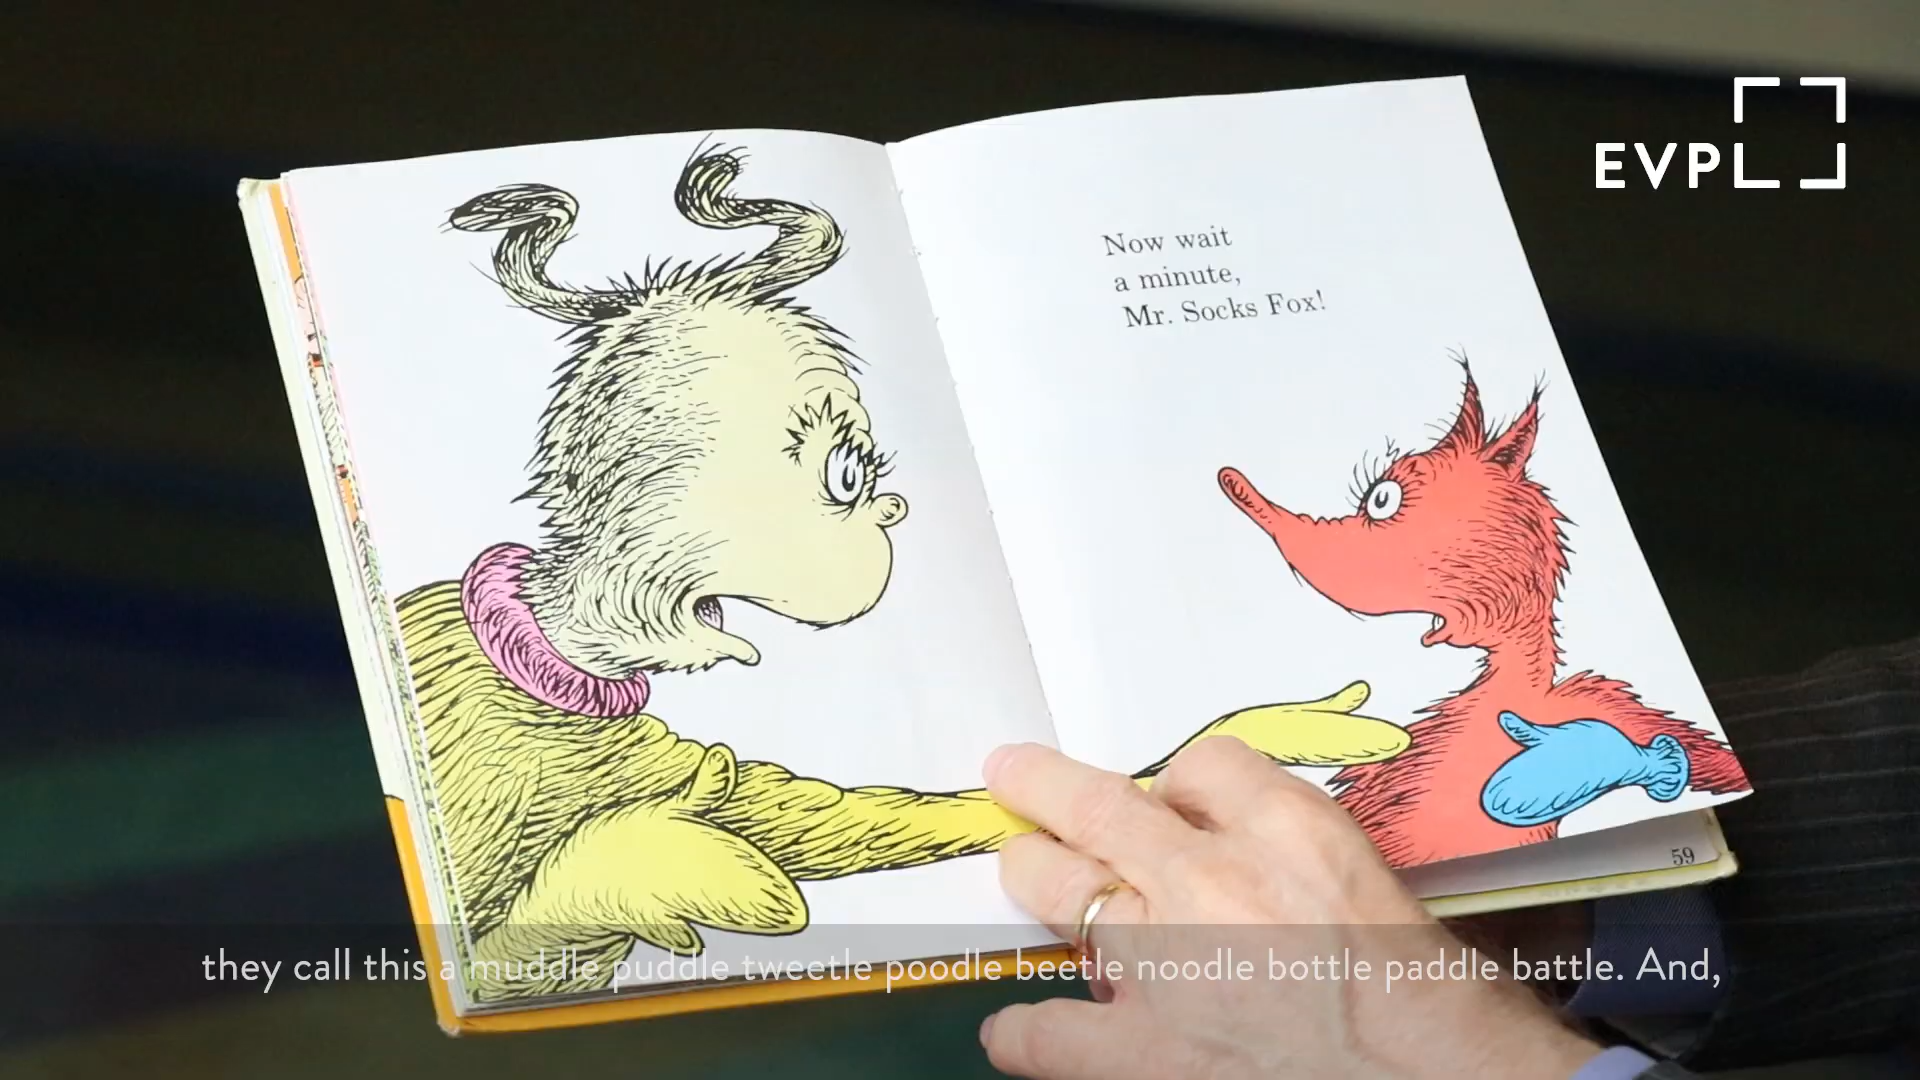 EVPL
Now wait
a minute,
Mr. Socks Fox!
59
they call this a muddle puddle tweetle poodle beetle noodle bottle paddle battle. And,